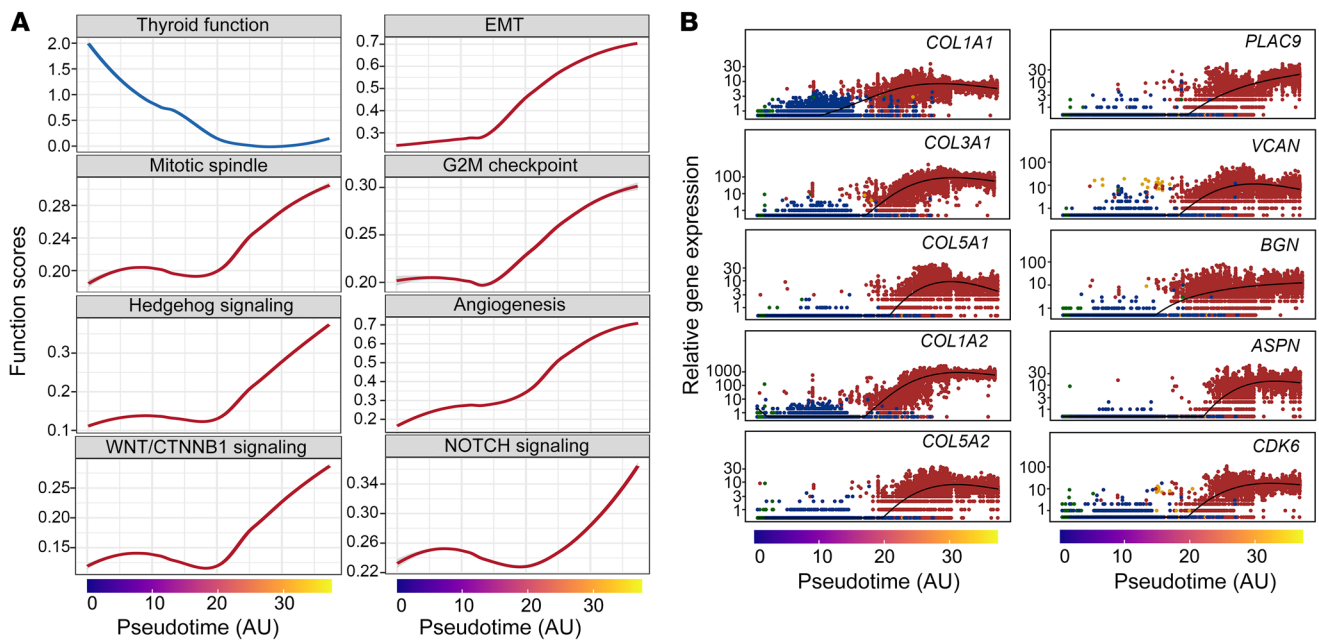 A
Thyroid function
EMT
2.0
1.5
1.0
0.5
0.0
0.7
0.6
0.5
0.4
0.3
Mitotic spindle
G2M checkpoint
0.28
0.24
0.20
0.30
0.25
0.20
Hedgehog signaling
Angiogenesis
0.3
0.2
0.1
0.7
0.6
0.5
0.4
0.3
0.2
WNT/CTNNB1 signaling
NOTCH signaling
0.25
0.15
0.34
0.30
0.26
0.22
Function scores
0 10 20 30
0 10 20 30
Pseudotime (AU)
Pseudotime (AU)
B
COL1A1
PLAC9
30
10
3
1
30
10
3
1
COL3A1
VCAN
100
10
1
100
10
1
COL5A1
BGN
30
10
3
1
100
10
1
COL1A2
ASPN
1000
1000
10
1
30
10
3
1
COL5A2
CDK6
30
10
3
1
100
10
1
Relative gene expression
0 10 20 30
0 10 20 30
Pseudotime (AU)
Pseudotime (AU)